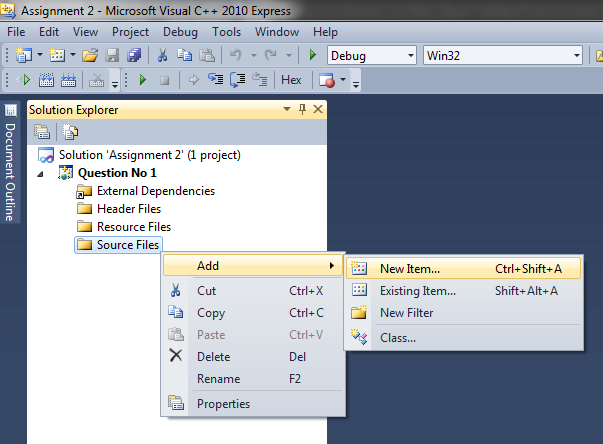 Assignment 2 - Microsoft Visual C++ 2010 Express
File Edit View Project Debug Tools Window Help
Debug Win32
Hex
Document Outline
Solution Explorer
Solution 'Assignment 2' (1 project)
Question No 1
External Dependencies
Header Files
Resource Files
Source Files
Add
Cut Ctrl+X
Copy Ctrl+C
Paste Ctrl+V
Delete Del
Rename F2
Properties
New Item... Ctrl+Shift+A
Existing Item... Shift+Alt+A
New Filter
Class...